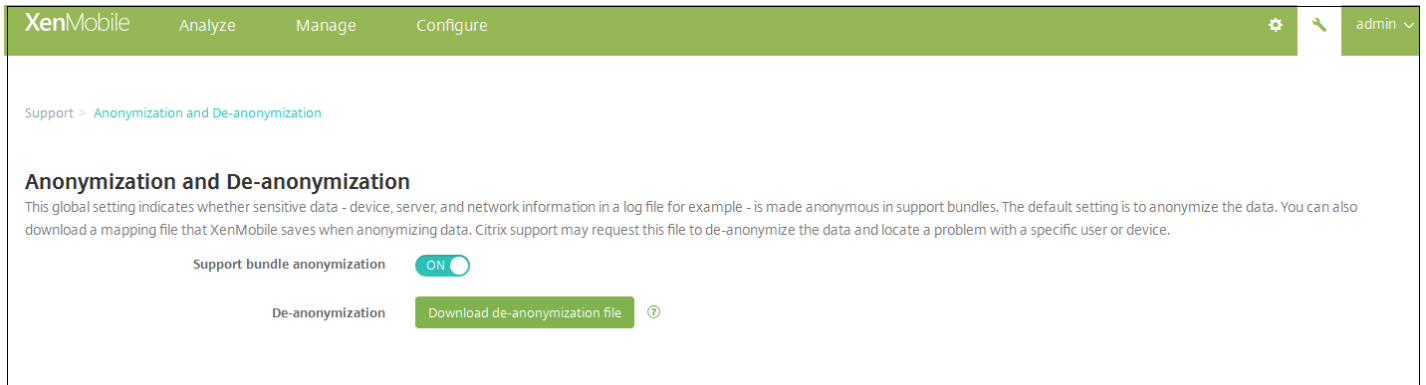 XenMobile Analyze Manage Configure admin
Support > Anonymization and De-anonymization
Anonymization and De-anonymization
This global setting indicates whether sensitive data - device, server, and network information in a log file for example - is made anonymous in support bundles. The default setting is to anonymize the data. You can also
download a mapping file that XenMobile saves when anonymizing data. Citrix support may request this file to de-anonymize the data and locate a problem with a specific user or device.
Support bundle anonymization ON
De-anonymization Download de-anonymization file ?